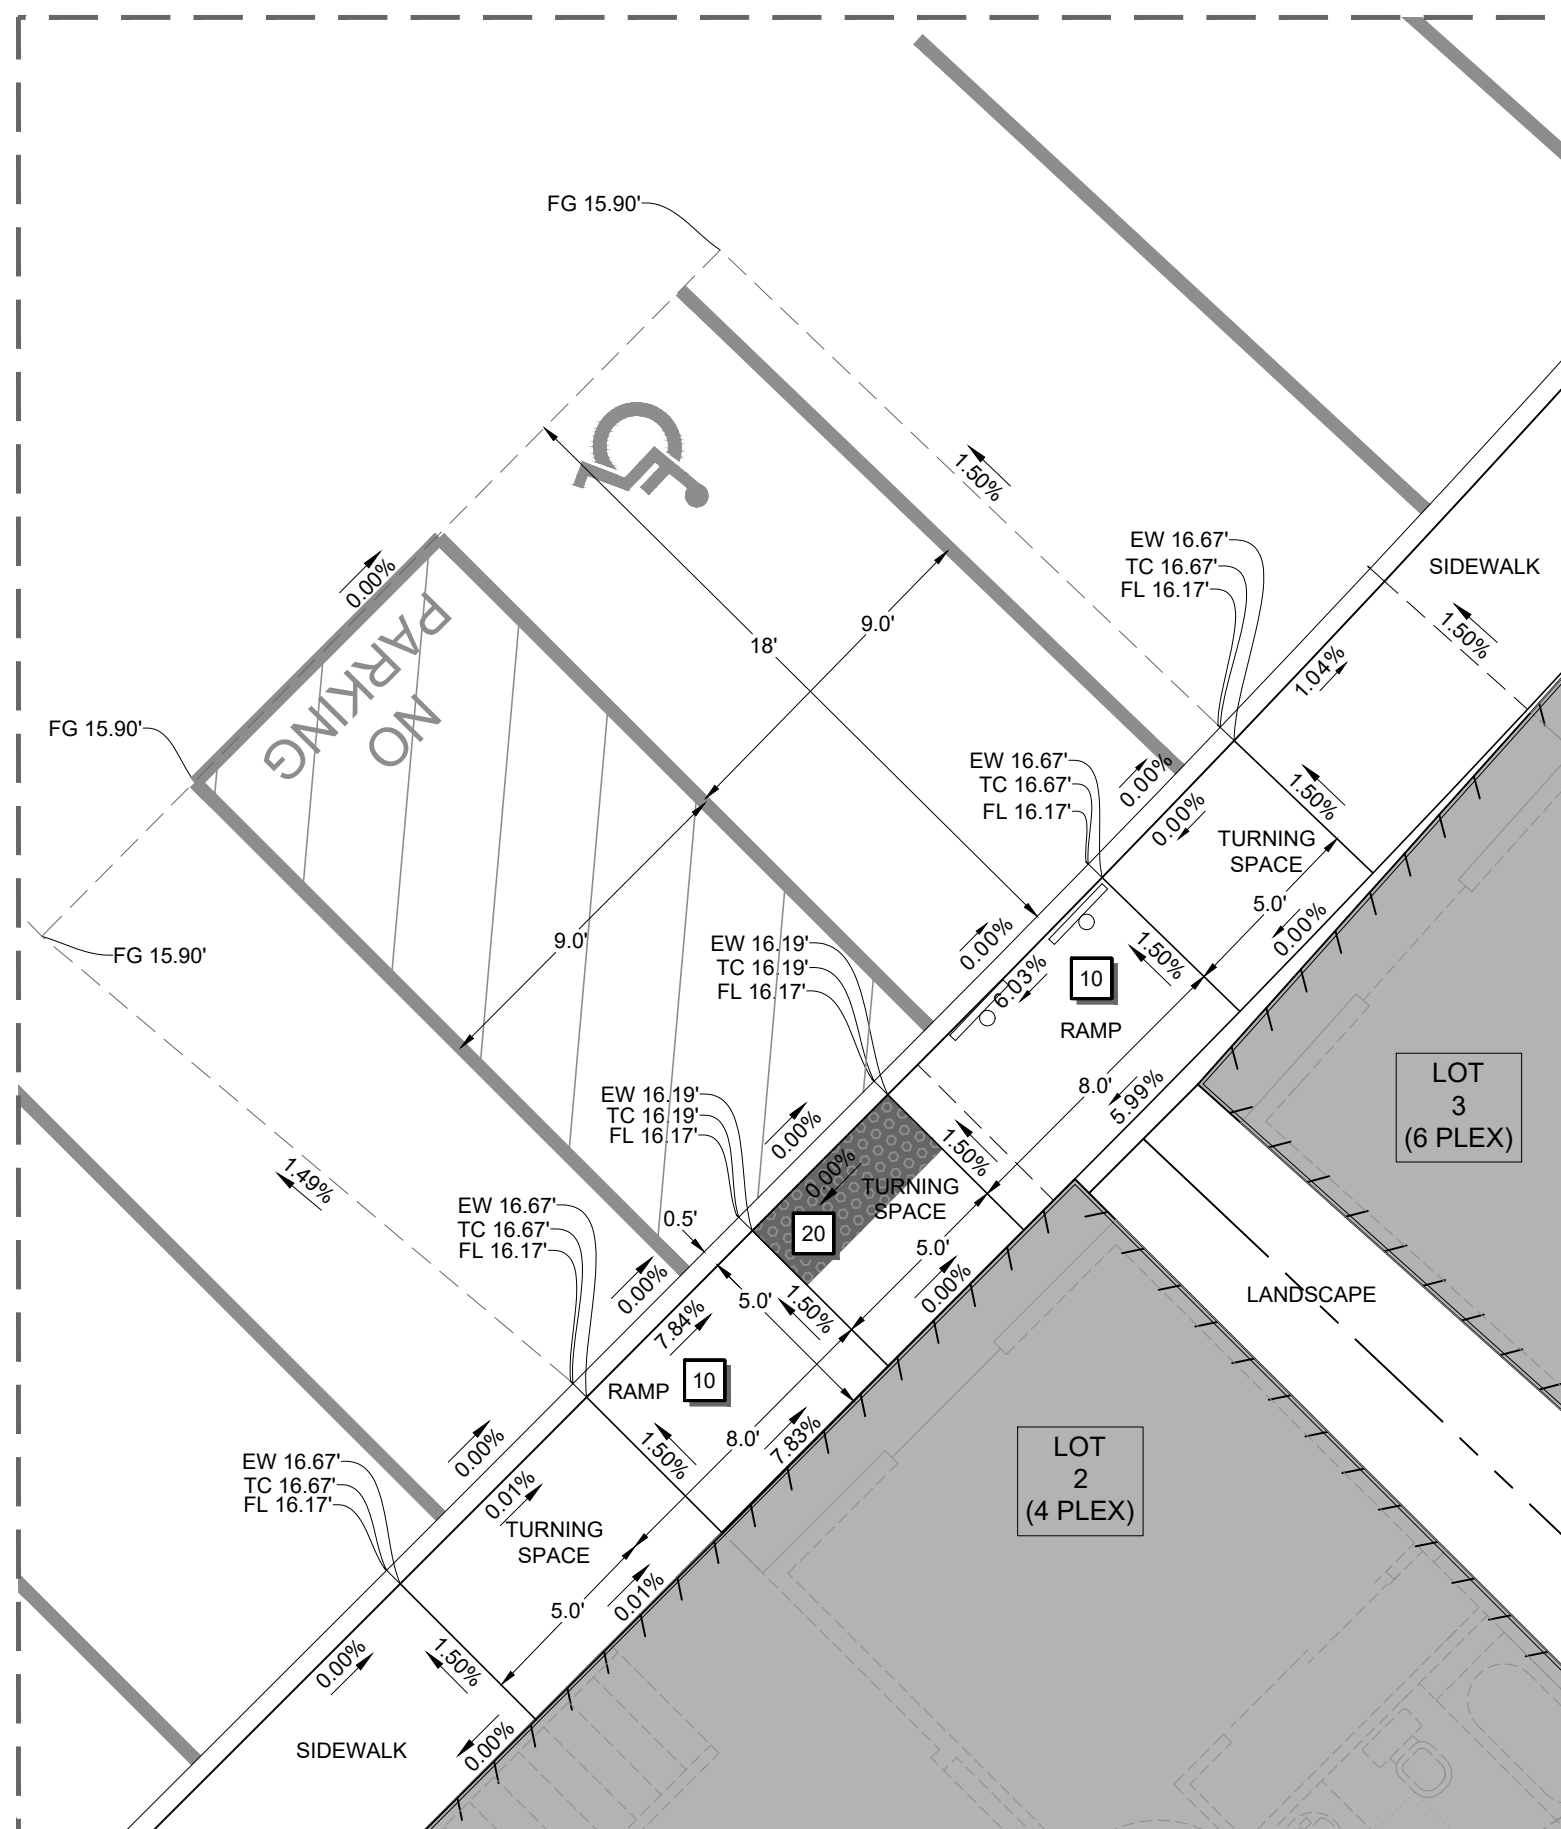 FG 15.90'
1.50%
EW 16.67'
TC 16.67'
FL 16.17'
SIDEWALK
0.00%
NO
PARKING
9.0'
18'
1.50%
1.04%
FG 15.90'
EW 16.67'
TC 16.67'
FL 16.17'
0.00%
0.00%
1.50%
TURNING
SPACE
5.0'
0.00%
FG 15.90'
9.0'
EW 16.19'
TC 16.19'
FL 16.17'
0.00%
6.03%
1.50%
10
RAMP
8.0'
5.99%
LOT
3
(6 PLEX)
EW 16.19'
TC 16.19'
FL 16.17'
0.00%
0.00%
1.50%
TURNING
SPACE
20
5.0'
0.00%
1.49%
EW 16.67'
TC 16.67'
FL 16.17'
0.5'
0.00%
7.84%
5.0'
1.50%
LANDSCAPE
RAMP
10
1.50%
8.0'
7.83%
LOT
2
(4 PLEX)
EW 16.67'
TC 16.67'
FL 16.17'
0.00%
0.01%
TURNING
SPACE
5.0'
0.01%
0.00%
1.50%
SIDEWALK
0.00%